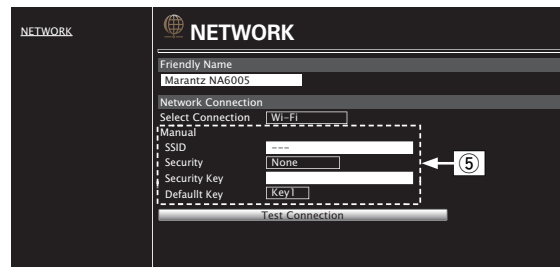 NETWORK
NETWORK
Friendly Name
Marantz NA6005
Network Connection
Select Connection Wi-Fi
Manual
SSID ---
Security None
Security Key
Defaullt Key Key1
Test Connection
⑤